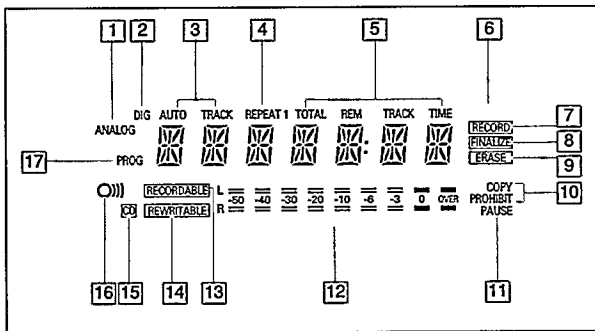 1 2 3 4 5 6
DIG AUTO TRACK REPEAT 1 TOTAL REM TRACK TIME
ANALOG
RECORD 7
FINALIZE 8
17 PROG ERASE 9
RECORDABLE L COPY
-50 -40 -30 -20 -10 -6 -3 0 OVER PROHIBIT 10
CD REWRITABLE R PAUSE
16 15 14 13 12 11